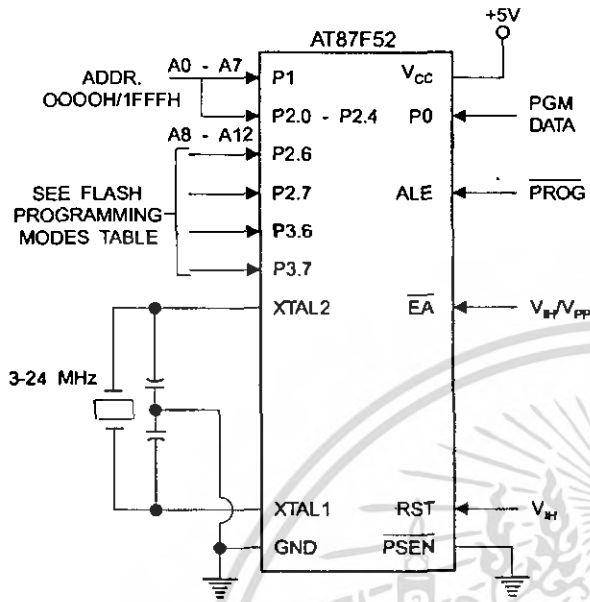 +5V
AT87F52
A0 - A7
ADDR.
0000H/1FFFH
P1
VCC
P2.0 - P2.4
P0
PGM
DATA
A8 - A12
P2.6
P2.7
ALE
PROG
SEE FLASH
PROGRAMMING
MODES TABLE
P3.6
P3.7
XTAL2
EA
VIH/VPP
3-24 MHz
XTAL1
RST
VIH
GND
PSEN